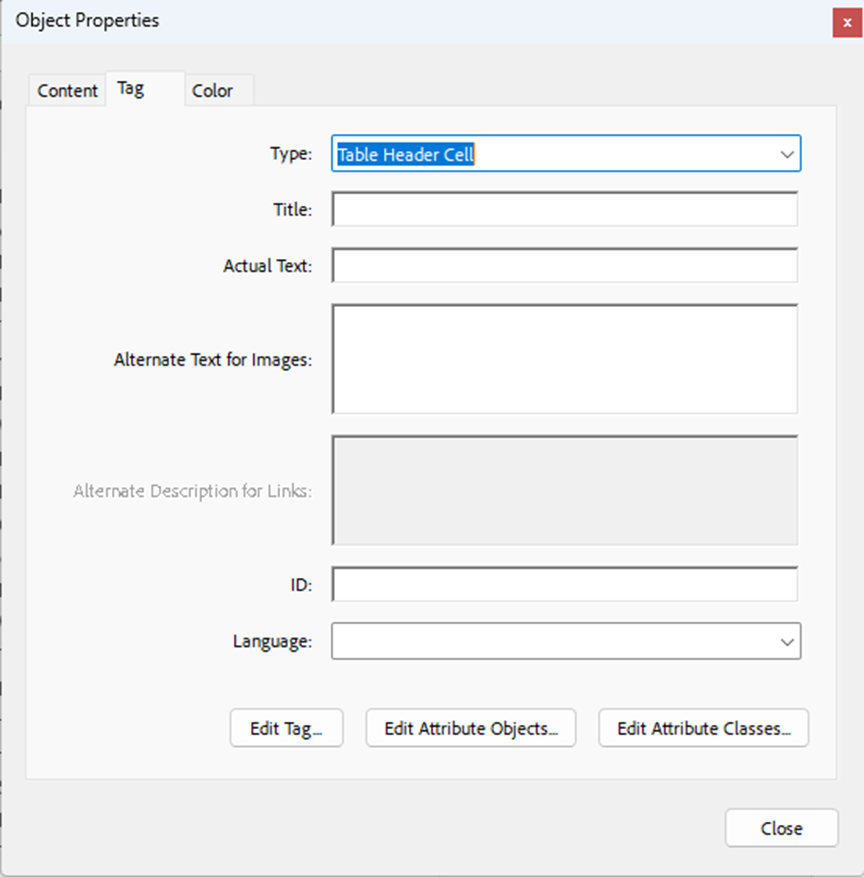 Object Properties
x
Content Tag Color
Type: Table Header Cell
Title:
Actual Text:
Alternate Text for Images:
Alternate Description for Links:
ID:
Language:
Edit Tag... Edit Attribute Objects... Edit Attribute Classes...
Close